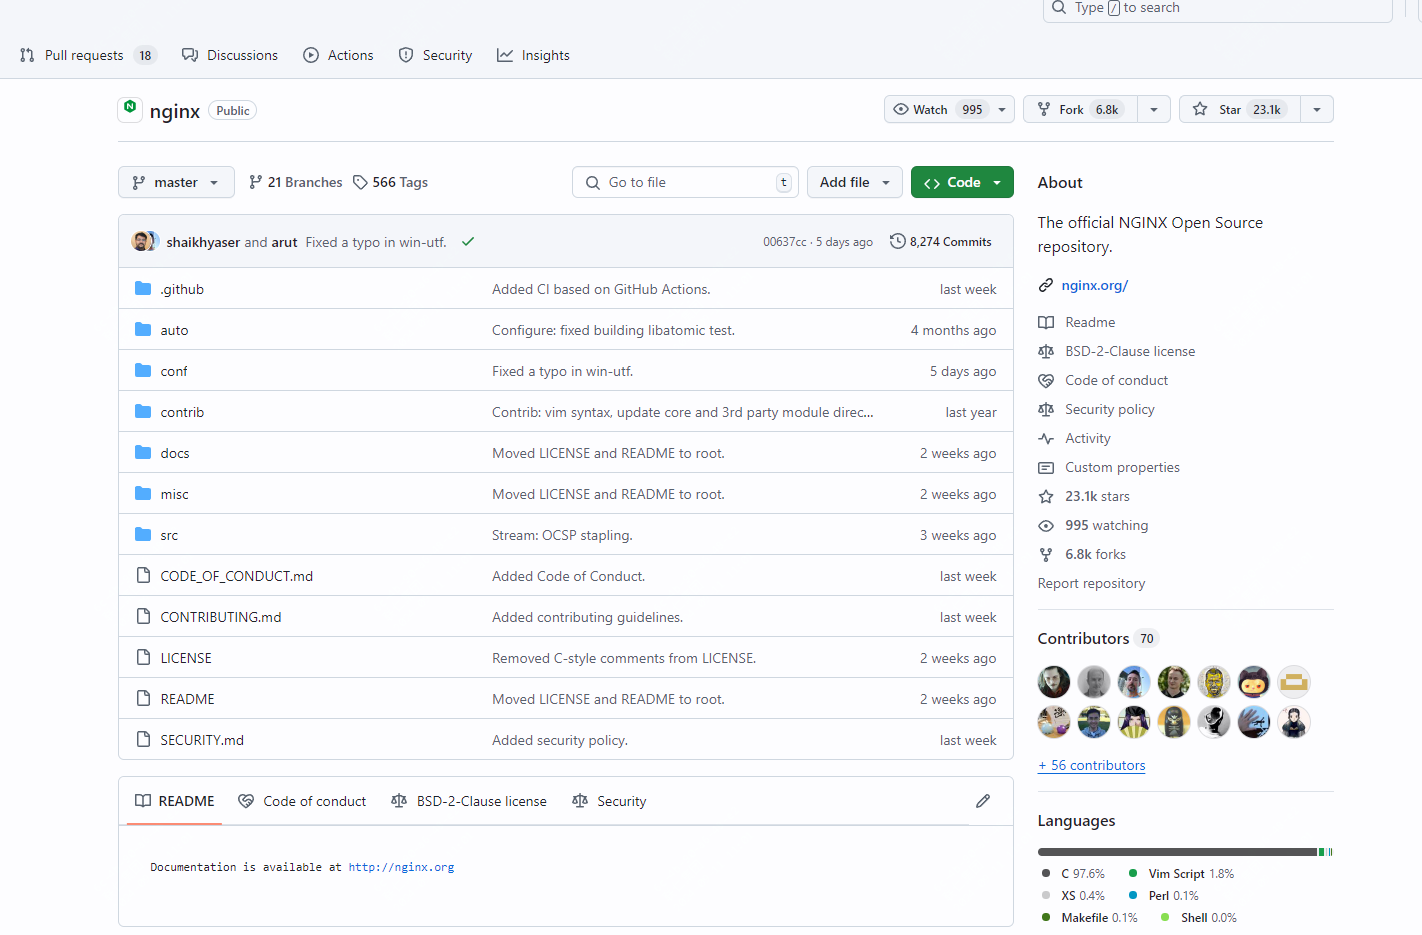 Type / to search
Pull requests 18 Discussions Actions Security Insights
nginx Public Watch 995 Fork 6.8k Star 23.1k
master 21 Branches 566 Tags Go to file t Add file Code
shaikhyaser and arut Fixed a typo in win-utf. 00637cc · 5 days ago 8,274 Commits
.github Added CI based on GitHub Actions. last week
auto Configure: fixed building libatomic test. 4 months ago
conf Fixed a typo in win-utf. 5 days ago
contrib Contrib: vim syntax, update core and 3rd party module direc... last year
docs Moved LICENSE and README to root. 2 weeks ago
misc Moved LICENSE and README to root. 2 weeks ago
src Stream: OCSP stapling. 3 weeks ago
CODE_OF_CONDUCT.md Added Code of Conduct. last week
CONTRIBUTING.md Added contributing guidelines. last week
LICENSE Removed C-style comments from LICENSE. 2 weeks ago
README Moved LICENSE and README to root. 2 weeks ago
SECURITY.md Added security policy. last week
README Code of conduct BSD-2-Clause license Security
Documentation is available at http://nginx.org
About
The official NGINX Open Source
repository.
nginx.org/
Readme
BSD-2-Clause license
Code of conduct
Security policy
Activity
Custom properties
23.1k stars
995 watching
6.8k forks
Report repository
Contributors 70
+ 56 contributors
Languages
C 97.6% Vim Script 1.8%
XS 0.4% Perl 0.1%
Makefile 0.1% Shell 0.0%